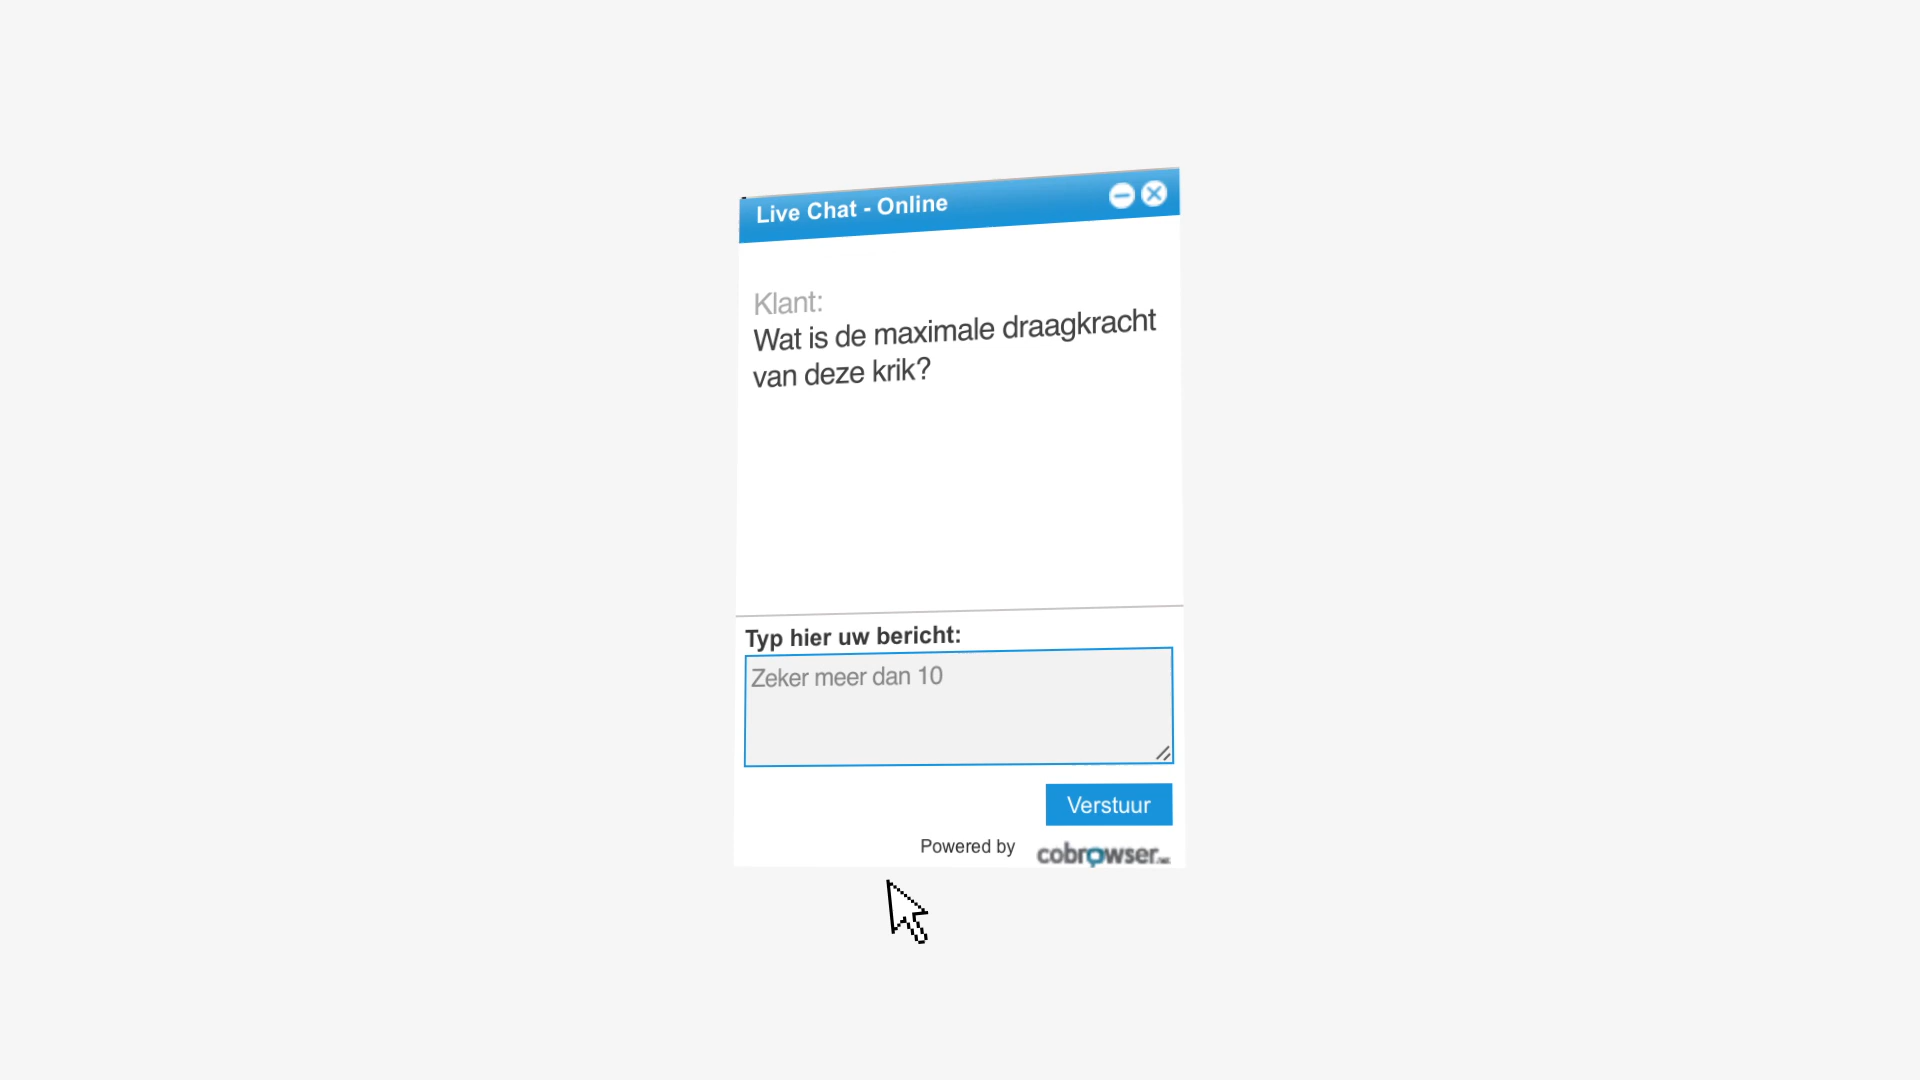 Live Chat - Online
Klant:
Wat is de maximale draagkracht
van deze krik?
Typ hier uw bericht:
Zeker meer dan 10
Verstuur
Powered by cobrowser